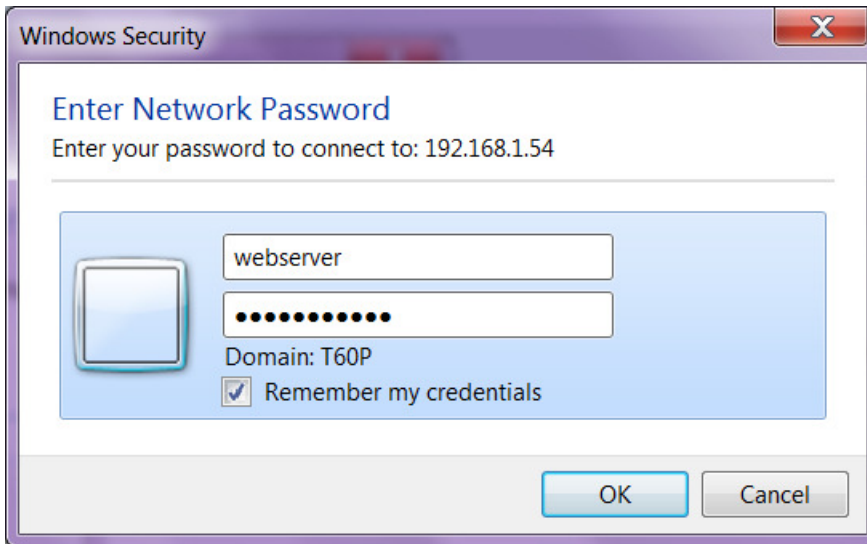 Windows Security
Enter Network Password
Enter your password to connect to: 192.168.1.54
webserver
●●●●●●●●●●●
Domain: T60P
Remember my credentials
OK
Cancel